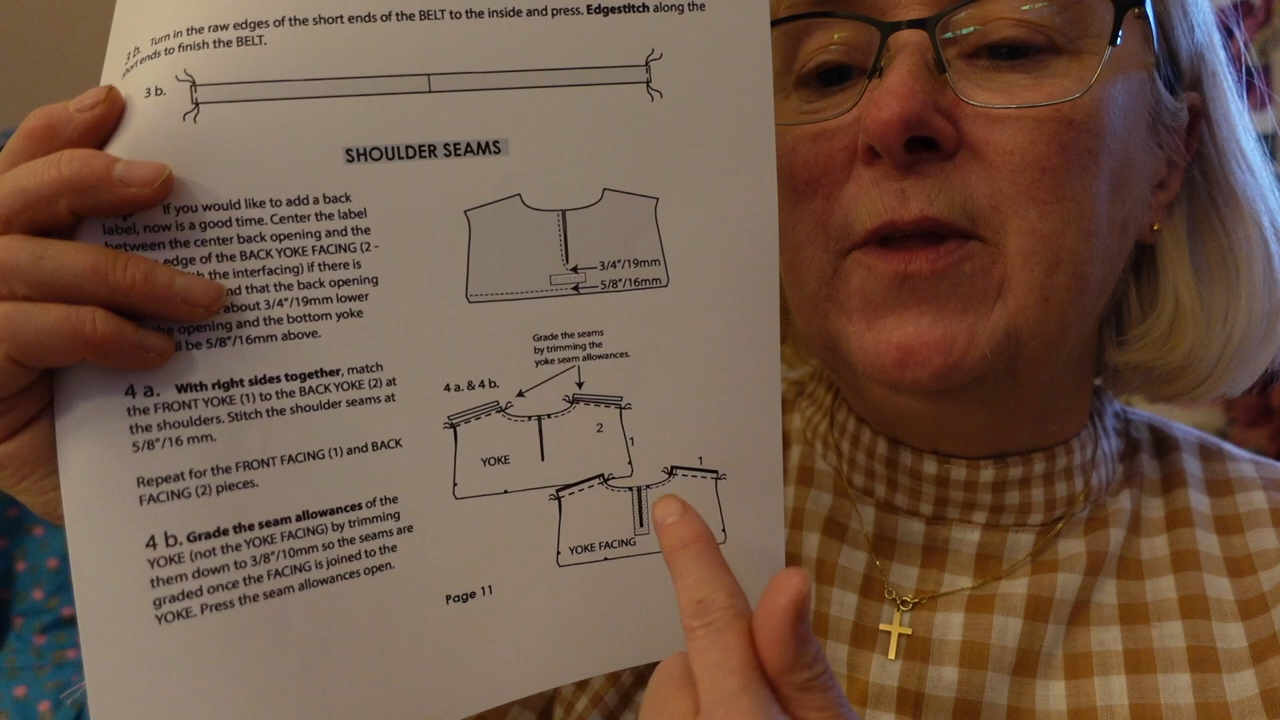 3 b. Turn in the raw edges of the short ends of the BELT to the inside and press. Edgestitch along the
short ends to finish the BELT.
3 b.
SHOULDER SEAMS
If you would like to add a back
label, now is a good time. Center the label
between the center back opening and the
edge of the BACK YOKE FACING (2 -
the interfacing) if there is
that the back opening
about 3/4"/19mm lower
the opening and the bottom yoke
be 5/8"/16mm above.
3/4"/19mm
5/8"/16mm
4 a. With right sides together, match
the FRONT YOKE (1) to the BACK YOKE (2) at
the shoulders. Stitch the shoulder seams at
5/8"/16 mm.
Repeat for the FRONT FACING (1) and BACK
FACING (2) pieces.
4 b. Grade the seam allowances of the
YOKE (not the YOKE FACING) by trimming
them down to 3/8"/10mm so the seams are
graded once the FACING is joined to the
YOKE. Press the seam allowances open.
Grade the seams
by trimming the
yoke seam allowances.
4 a. & 4 b.
2
1
YOKE
1
YOKE FACING
Page 11